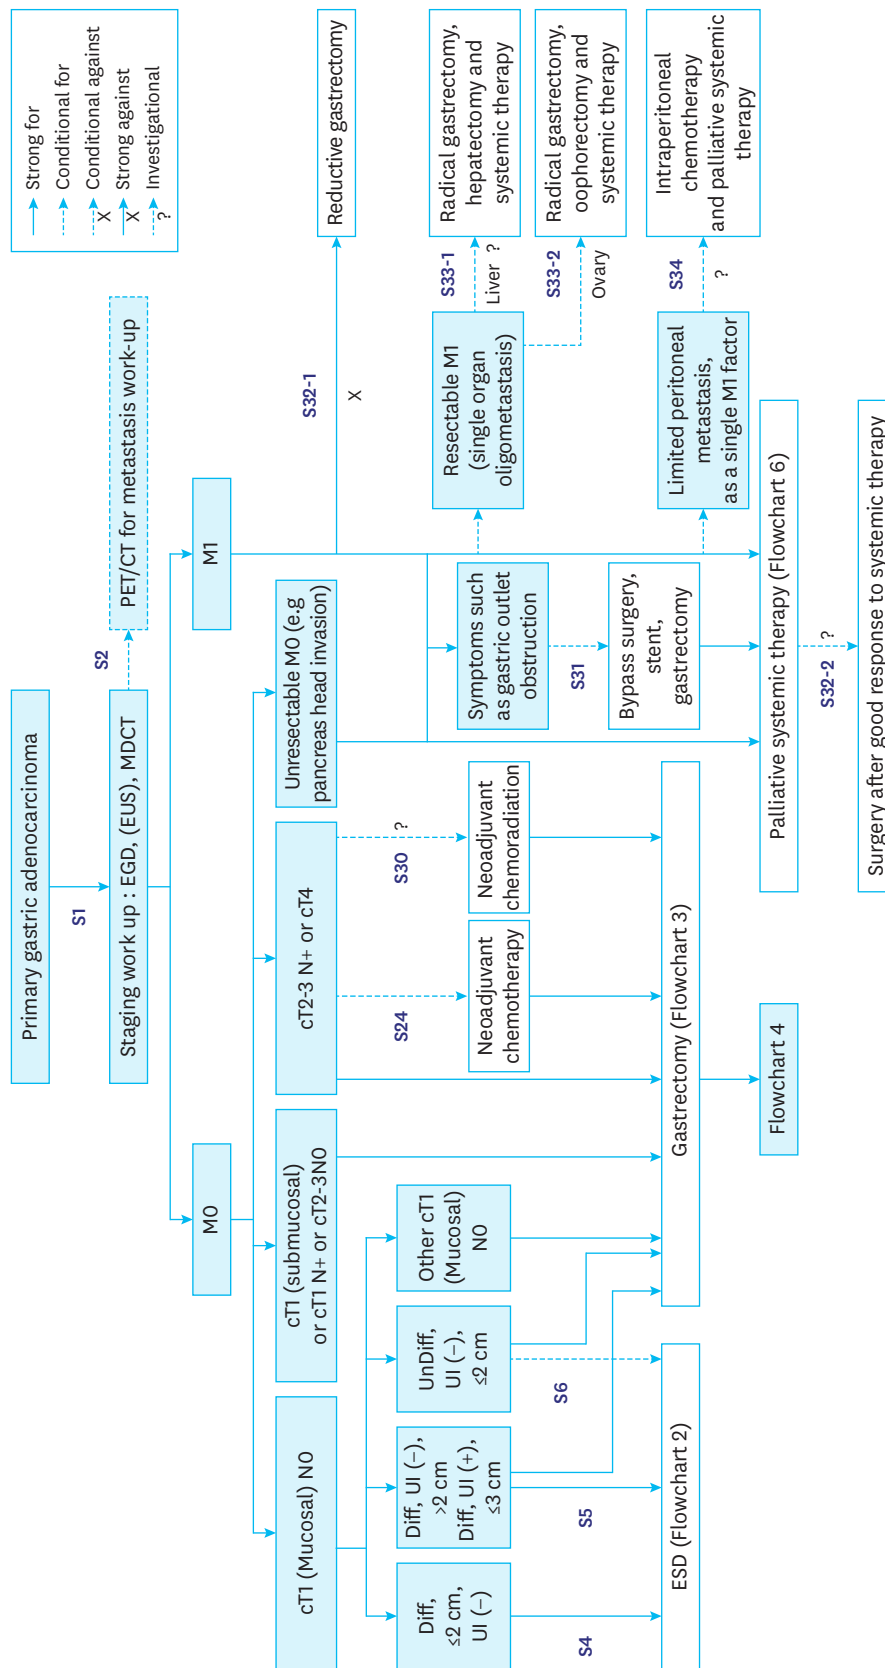 Primary gastric adenocarcinoma
S1
Staging work up : EGD, (EUS), MDCT
S2
PET/CT for metastasis work-up
Strong for
Conditional for
Conditional against
X
Strong against
X
Investigational
?
M0
M1
cT1 (Mucosal) N0
cT1 (submucosal)
or cT1 N+ or cT2-3N0
cT2-3 N+ or cT4
Unresectable M0 (e.g
pancreas head invasion)
S32-1
X
Reductive gastrectomy
Diff,
≤2 cm,
UI (−)
Diff, UI (−),
>2 cm
Diff, UI (+),
≤3 cm
UnDiff,
UI (−),
≤2 cm
Other cT1
(Mucosal)
N0
S24
Neoadjuvant
chemotherapy
S30
?
Neoadjuvant
chemoradiation
Symptoms such
as gastric outlet
obstruction
S31
Bypass surgery,
stent,
gastrectomy
Resectable M1
(single organ
oligometastasis)
S33-1
Liver ?
Radical gastrectomy,
hepatectomy and
systemic therapy
S33-2
Ovary
Radical gastrectomy,
oophorectomy and
systemic therapy
Limited peritoneal
metastasis,
as a single M1 factor
S34
?
Intraperitoneal
chemotherapy
and palliative systemic
therapy
S4
S5
S6
ESD (Flowchart 2)
Gastrectomy (Flowchart 3)
Palliative systemic therapy (Flowchart 6)
Flowchart 4
S32-2
?
Surgery after good response to systemic therapy